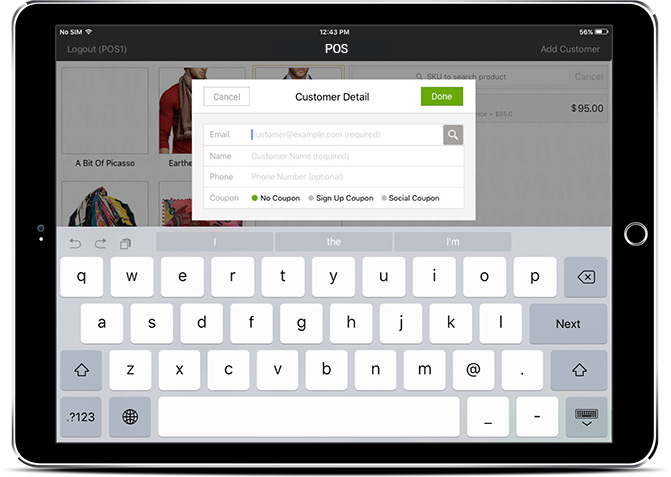 No SIM 12:43 PM 56%
Logout (POS1) POS Add Customer
SKU to search product Cancel
Cancel Customer Detail Done
= $95.0 $95.00
Email customer@example.com (required)
A Bit Of Picasso Earthe
Name Customer Name (required)
Phone Phone Number (optional)
Coupon No Coupon Sign Up Coupon Social Coupon
I the I'm
q w e r t y u i o p
a s d f g h j k l Next
z x c v b n m @ .
.?123 _ -